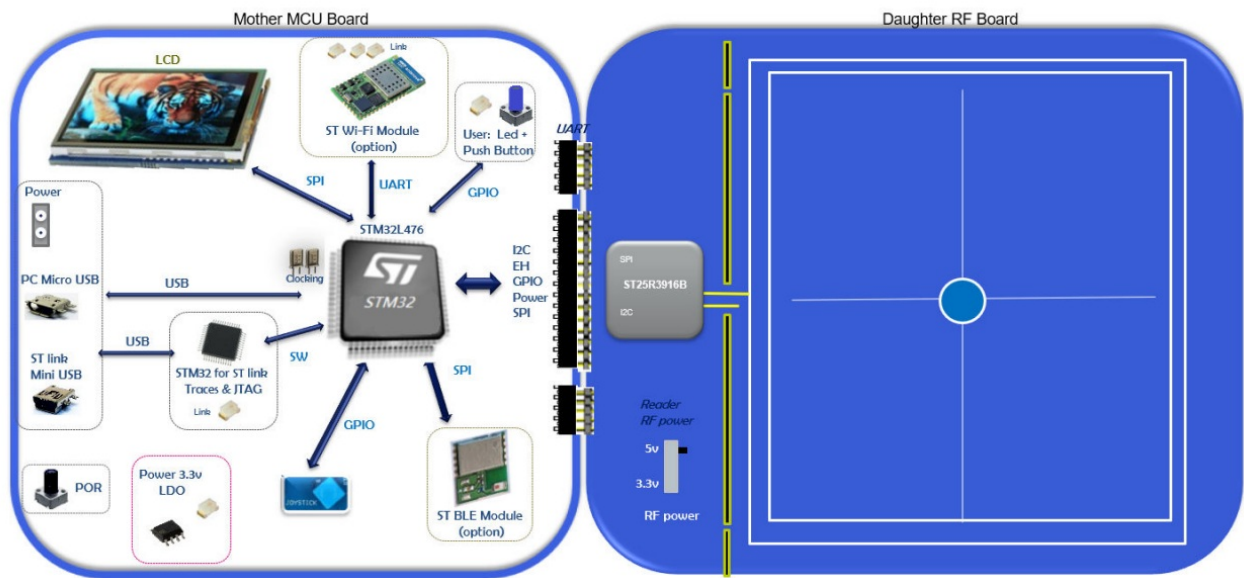 Mother MCU Board
Daughter RF Board
LCD
Link
ST Wi-Fi Module
(option)
User: Led +
Push Button
UART
SPI
UART
GPIO
Power
STM32L476
Clocking
STM32
I2C
EH
GPIO
Power
SPI
SPI
ST25R3916B
I2C
PC Micro USB
USB
ST link
Mini USB
USB
SW
STM32 for ST link
Traces & JTAG
Link
SPI
GPIO
Reader
RF power
5v
3.3v
RF power
POR
Power 3.3v
LDO
JOYSTICK
ST BLE Module
(option)